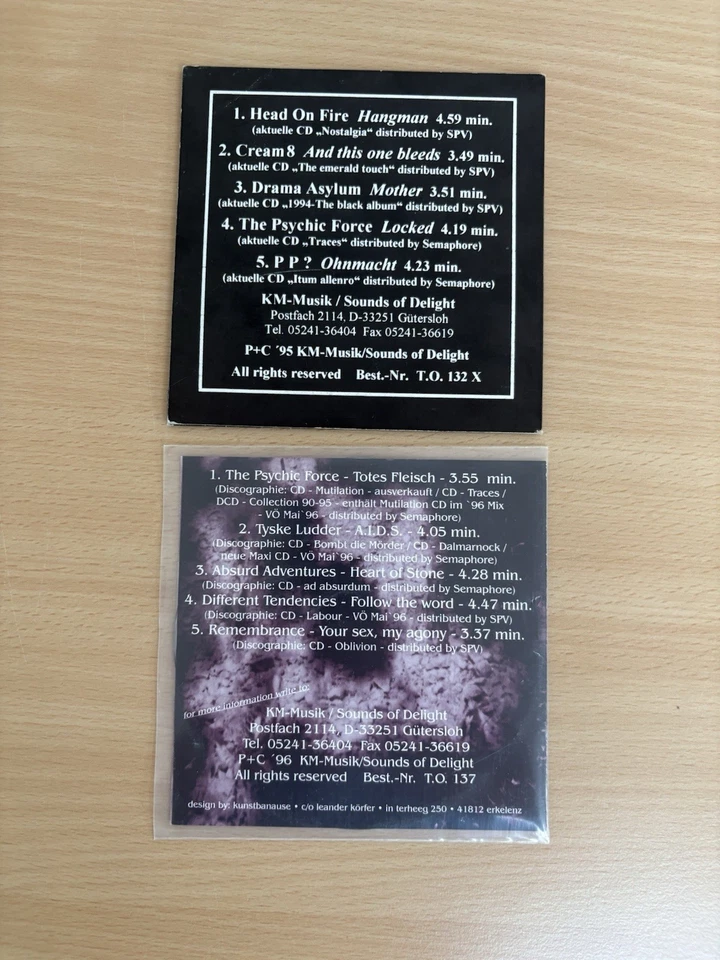 1. Head On Fire Hangman 4.59 min.
(aktuelle CD „Nostalgia“ distributed by SPV)
2. Cream8 And this one bleeds 3.49 min.
(aktuelle CD „The emerald touch“ distributed by SPV)
3. Drama Asylum Mother 3.51 min.
(aktuelle CD „1994-The black album“ distributed by SPV)
4. The Psychic Force Locked 4.19 min.
(aktuelle CD „Traces“ distributed by Semaphore)
5. P P ? Ohnmacht 4.23 min.
(aktuelle CD „Itum allenro“ distributed by Semaphore)
KM-Musik / Sounds of Delight
Postfach 2114, D-33251 Gütersloh
Tel. 05241-36404 Fax 05241-36619
P+C ´95 KM-Musik/Sounds of Delight
All rights reserved Best.-Nr. T.O. 132 X
1. The Psychic Force - Totes Fleisch - 3.55 min.
(Discographie: CD - Mutilation - ausverkauft / CD - Traces /
DCD - Collection 90-95 - enthält Mutilation CD im `96 Mix
- VÖ Mai`96 - distributed by Semaphore)
2. Tyske Ludder - A.I.D.S. - 4.05 min.
(Discographie: CD - Bombt die Mörder / CD - Dalmarnock /
neue Maxi CD - VÖ Mai`96 - distributed by Semaphore)
3. Absurd Adventures - Heart of Stone - 4.28 min.
(Discographie: CD - ad absurdum - distributed by Semaphore)
4. Different Tendencies - Follow the word - 4.47 min.
(Discographie: CD - Labour - VÖ Mai`96 - distributed by SPV)
5. Remembrance - Your sex, my agony - 3.37 min.
(Discographie: CD - Oblivion - distributed by SPV)
for more information write to:
KM-Musik / Sounds of Delight
Postfach 2114, D-33251 Gütersloh
Tel. 05241-36404 Fax 05241-36619
P+C ´96 KM-Musik/Sounds of Delight
All rights reserved Best.-Nr. T.O. 137
design by: kunstbanause • c/o leander körfer • in terheeg 250 • 41812 erkelenz